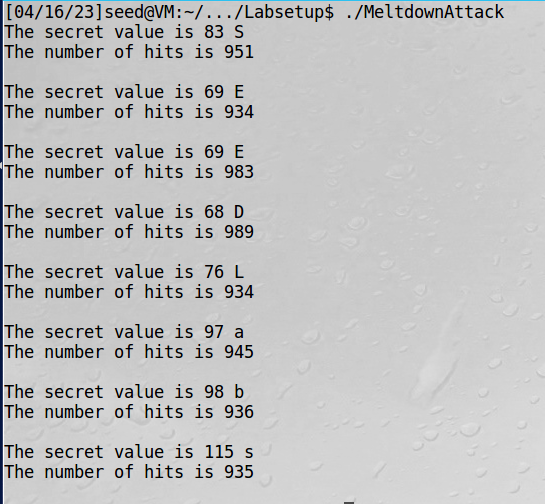 [04/16/23]seed@VM:~/.../Labsetup$ ./MeltdownAttack
The secret value is 83 S
The number of hits is 951
The secret value is 69 E
The number of hits is 934
The secret value is 69 E
The number of hits is 983
The secret value is 68 D
The number of hits is 989
The secret value is 76 L
The number of hits is 934
The secret value is 97 a
The number of hits is 945
The secret value is 98 b
The number of hits is 936
The secret value is 115 s
The number of hits is 935